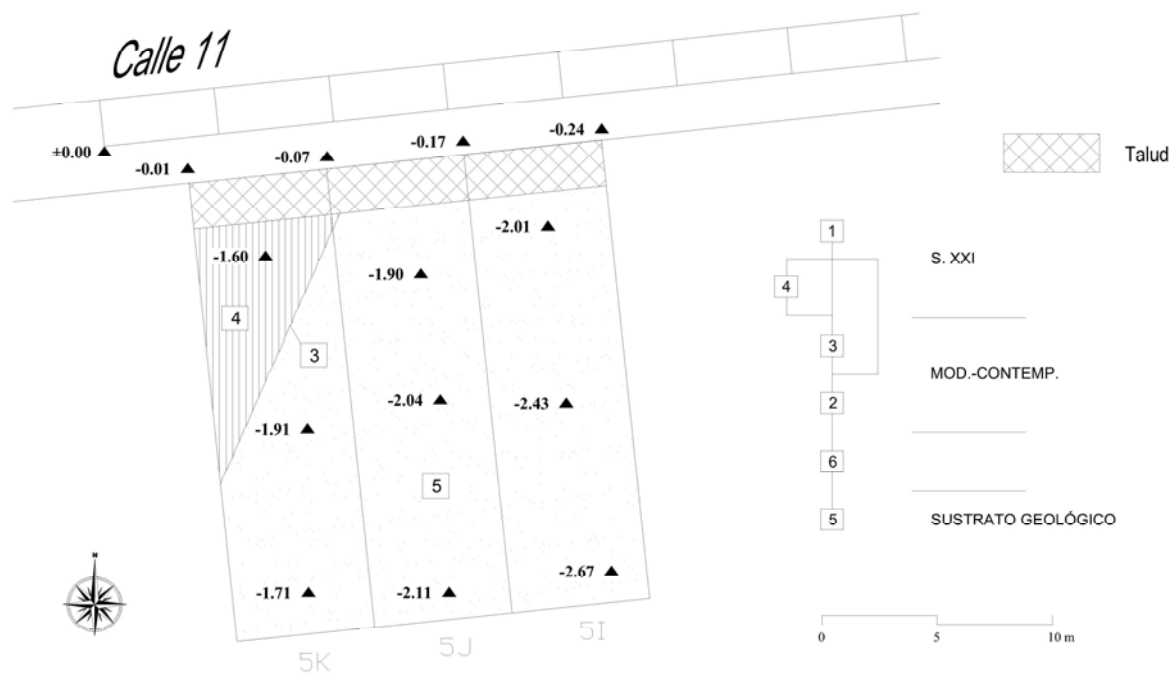 Calle 11
±0.00
-0.01
-0.07
-0.17
-0.24
Talud
-1.60
-1.90
-2.01
4
3
-1.91
-2.04
-2.43
5
-1.71
-2.11
-2.67
5K
5J
5I
N
1
4
S. XXI
3
MOD.-CONTEMP.
2
6
5
SUSTRATO GEOLÓGICO
0 5 10 m